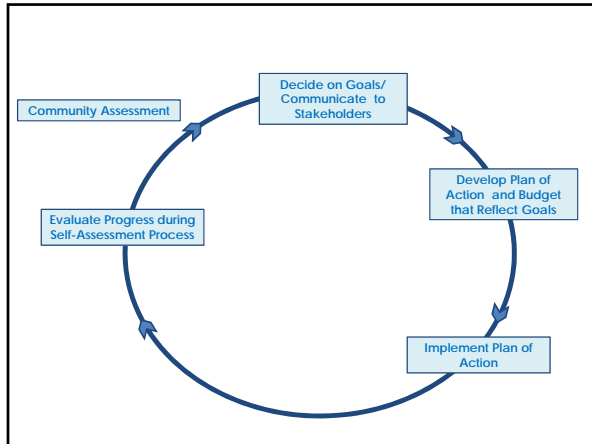 Decide on Goals/
Communicate to
Stakeholders
Community Assessment
Develop Plan of
Action and Budget
that Reflect Goals
Evaluate Progress during
Self-Assessment Process
Implement Plan of
Action